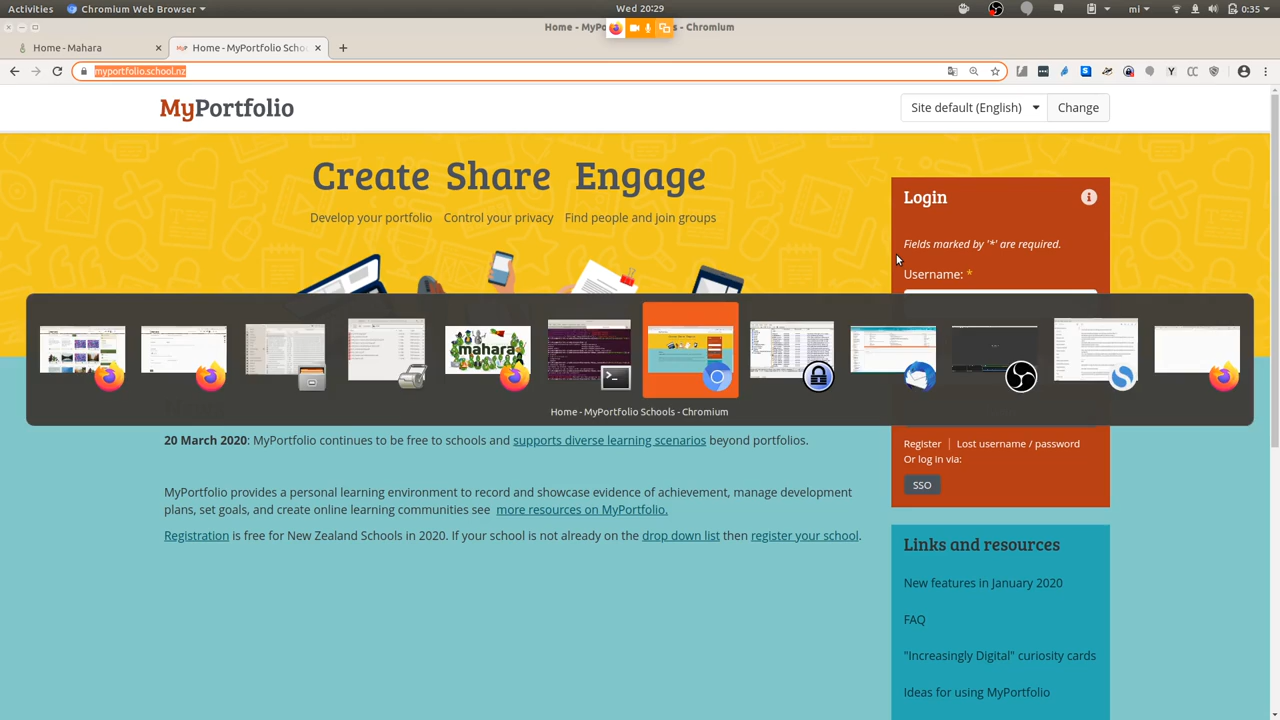 Activities
Chromium Web Browser
Wed 20:29
mi
0:35
Home - MyPo
s - Chromium
Home - Mahara
Home - MyPortfolio Schoo
myportfolio.school.nz
MyPortfolio
Site default (English)
Change
Create Share Engage
Develop your portfolio Control your privacy Find people and join groups
Login
Fields marked by '*' are required.
Username: *
mahara
Home - MyPortfolio Schools - Chromium
20 March 2020: MyPortfolio continues to be free to schools and supports diverse learning scenarios beyond portfolios.
Register | Lost username / password
Or log in via:
SSO
MyPortfolio provides a personal learning environment to record and showcase evidence of achievement, manage development
plans, set goals, and create online learning communities see more resources on MyPortfolio.
Registration is free for New Zealand Schools in 2020. If your school is not already on the drop down list then register your school.
Links and resources
New features in January 2020
FAQ
"Increasingly Digital" curiosity cards
Ideas for using MyPortfolio